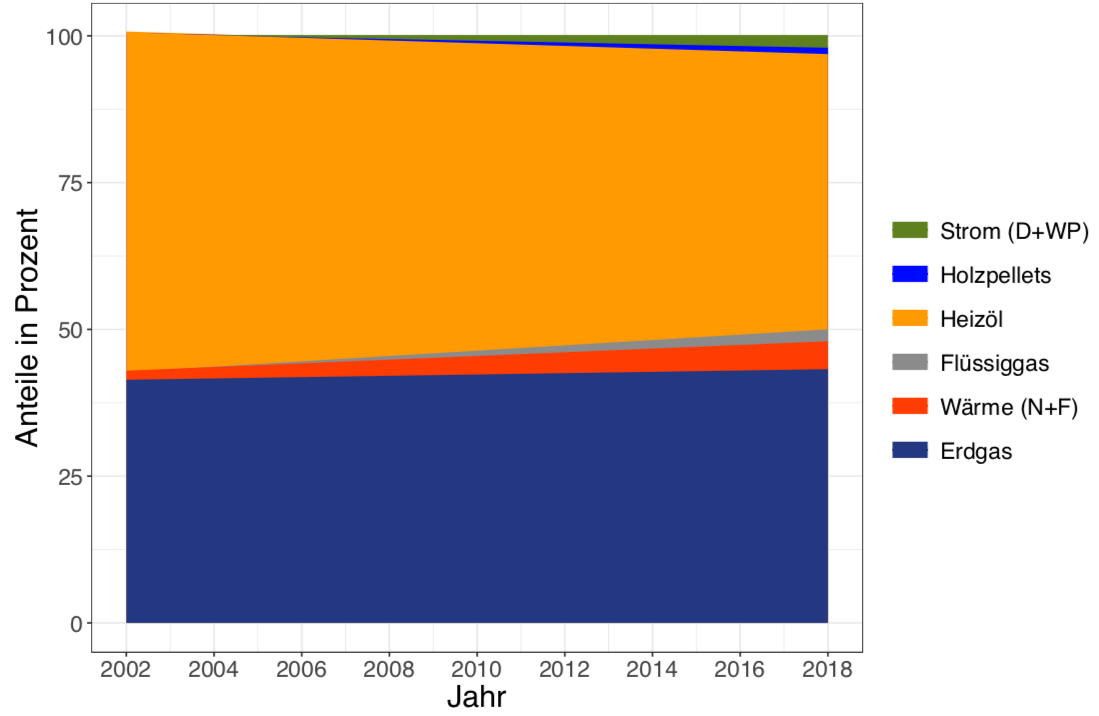 Anteile in Prozent
100
75
50
25
0
2002 2004 2006 2008 2010 2012 2014 2016 2018
Jahr
Strom (D+WP)
Holzpellets
Heizöl
Flüssiggas
Wärme (N+F)
Erdgas